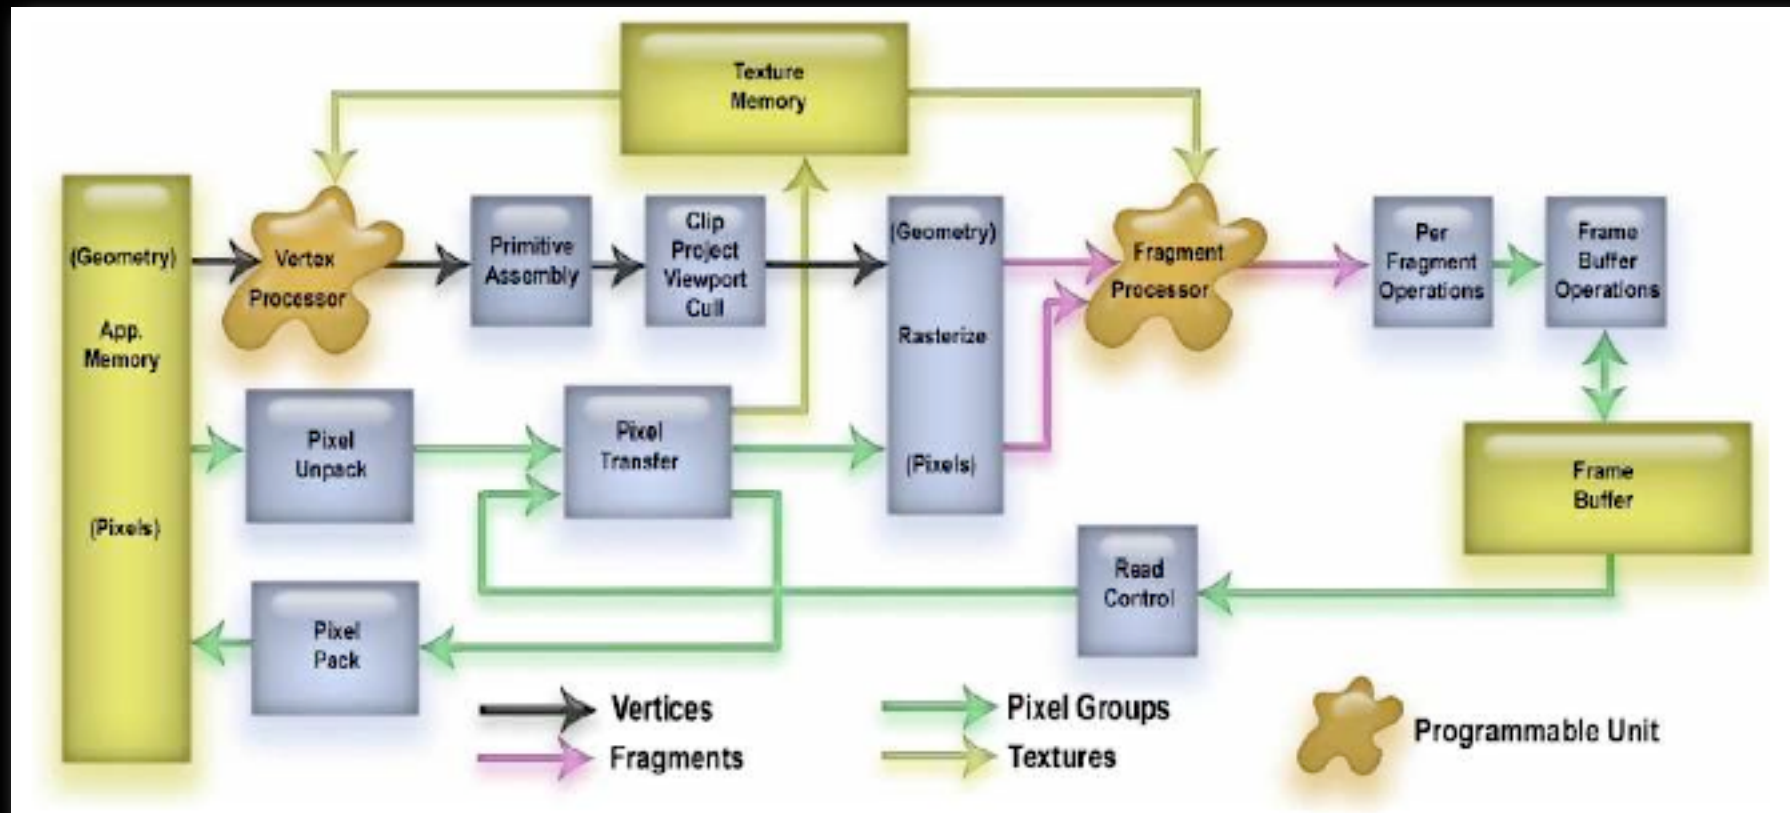 Texture
Memory
(Geometry)
App.
Memory
(Pixels)
Vertex
Processor
Primitive
Assembly
Clip
Project
Viewport
Cull
(Geometry)
Rasterize
(Pixels)
Fragment
Processor
Per
Fragment
Operations
Frame
Buffer
Operations
Pixel
Unpack
Pixel
Transfer
Frame
Buffer
Read
Control
Pixel
Pack
Vertices
Fragments
Pixel Groups
Textures
Programmable Unit